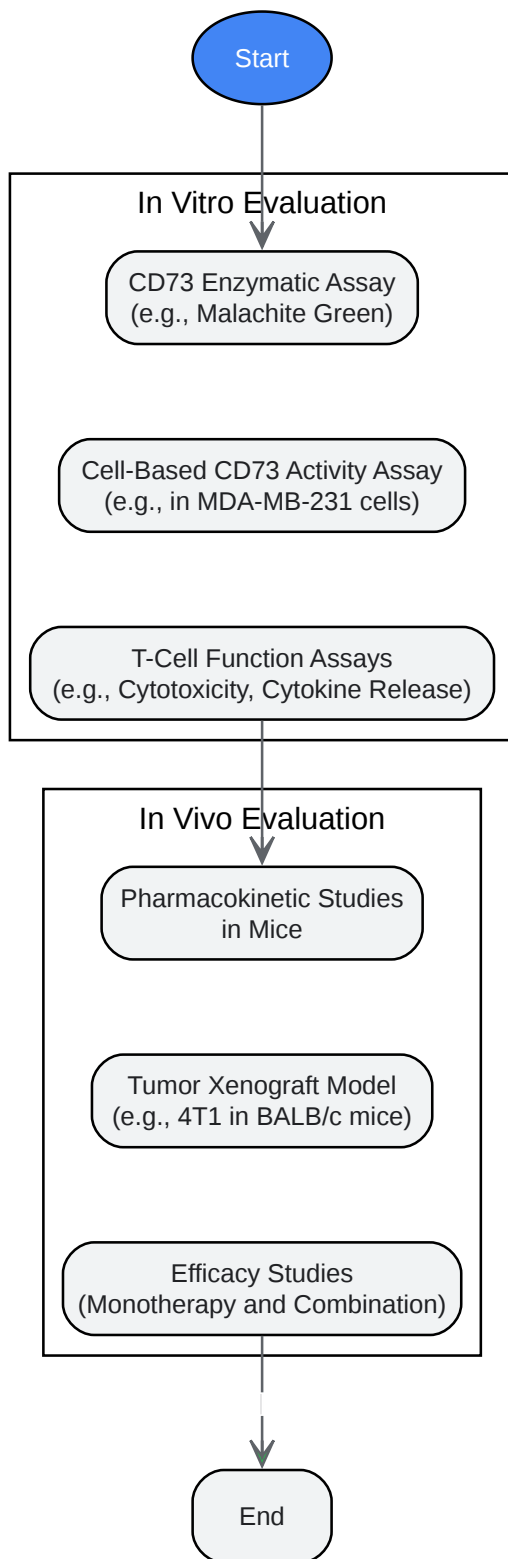 Start
In Vitro Evaluation
CD73 Enzymatic Assay
(e.g., Malachite Green)
Cell-Based CD73 Activity Assay
(e.g., in MDA-MB-231 cells)
T-Cell Function Assays
(e.g., Cytotoxicity, Cytokine Release)
In Vivo Evaluation
Pharmacokinetic Studies
in Mice
Tumor Xenograft Model
(e.g., 4T1 in BALB/c mice)
Efficacy Studies
(Monotherapy and Combination)
End